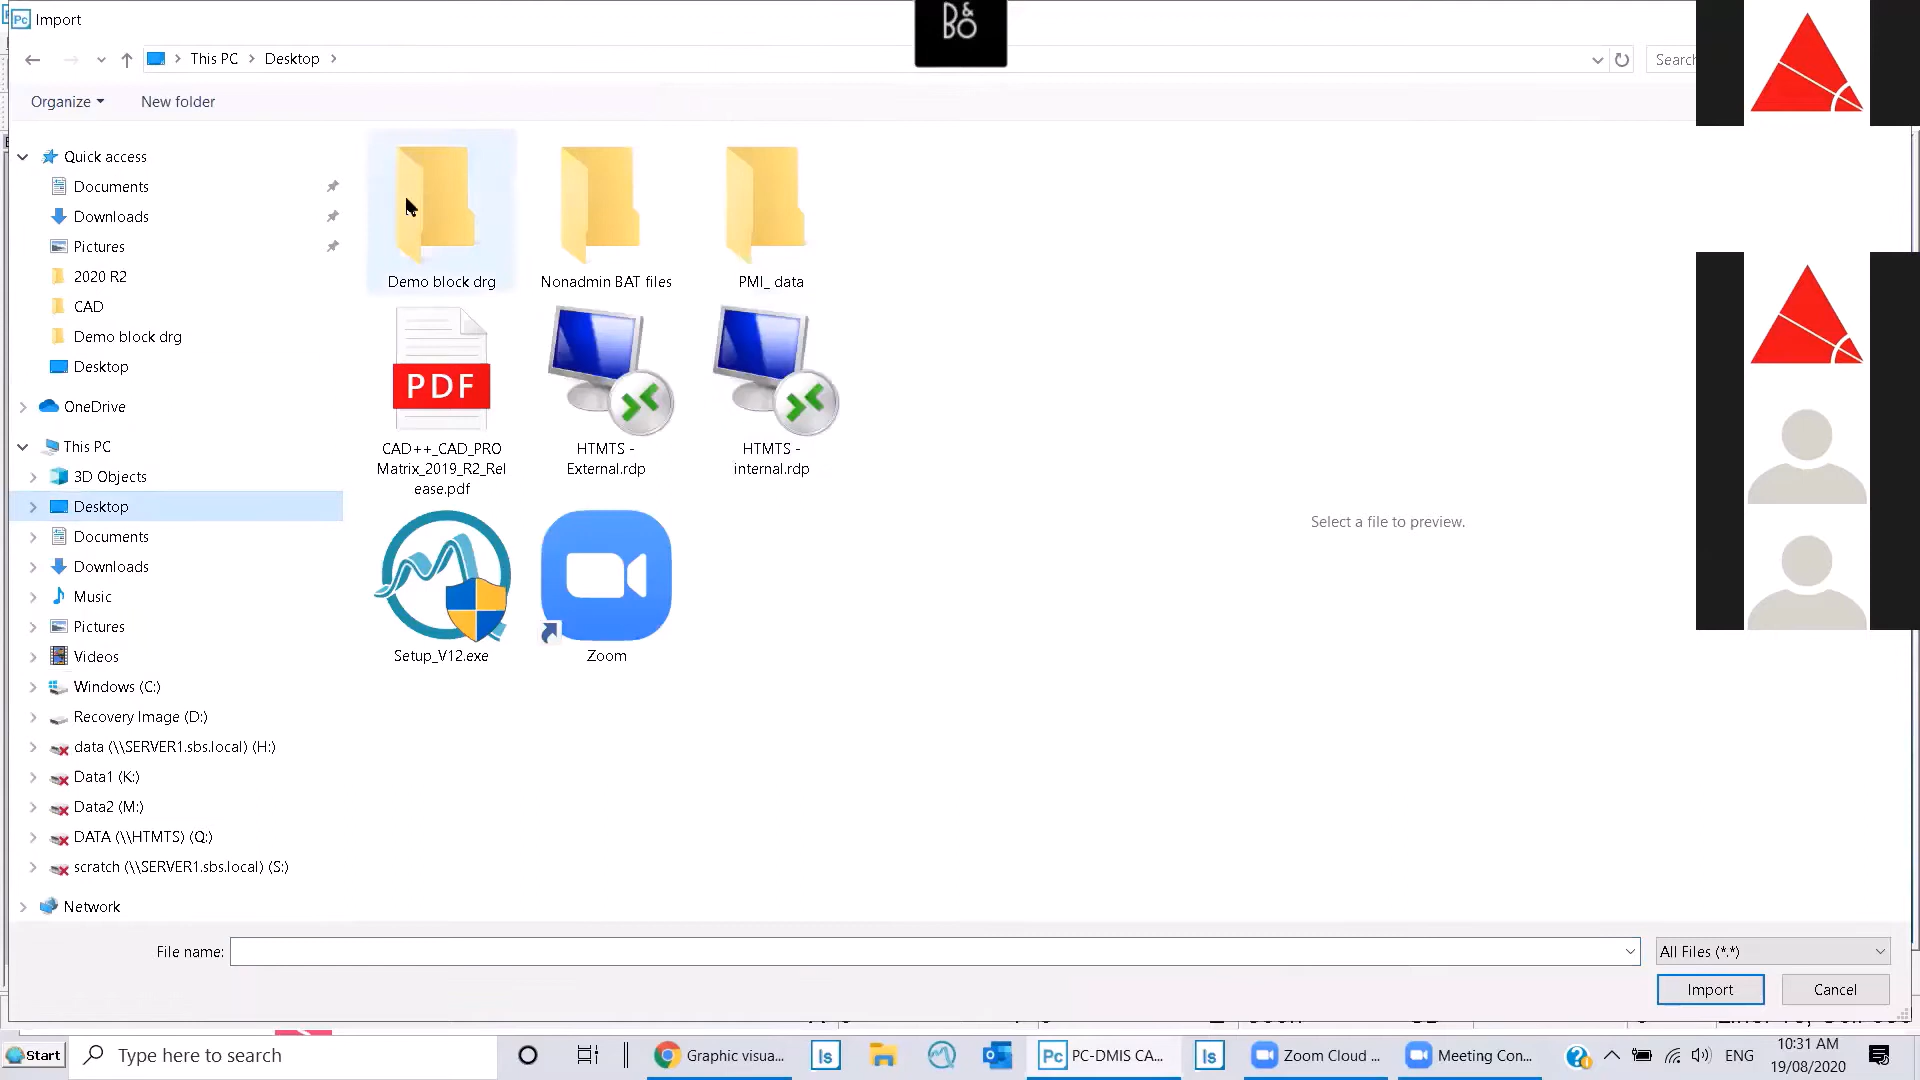 Pc Import
B&O
This PC > Desktop >
Search
Organize
New folder
Quick access
Documents
Downloads
Pictures
2020 R2
CAD
Demo block drg
Desktop
OneDrive
This PC
3D Objects
Desktop
Documents
Downloads
Music
Pictures
Videos
Windows (C:)
Recovery Image (D:)
data (\\SERVER1.sbs.local) (H:)
Data1 (K:)
Data2 (M:)
DATA (\\HTMTS) (Q:)
scratch (\\SERVER1.sbs.local) (S:)
Network
Demo block drg
Nonadmin BAT files
PMI_ data
PDF
CAD++_CAD_PRO
Matrix_2019_R2_Rel
ease.pdf
HTMTS -
External.rdp
HTMTS -
internal.rdp
Setup_V12.exe
Zoom
Select a file to preview.
File name:
All Files (*.*)
Import
Cancel
Start
Type here to search
Graphic visua...
ls
Pc PC-DMIS CA...
ls
Zoom Cloud ...
Meeting Con...
ENG
10:31 AM
19/08/2020